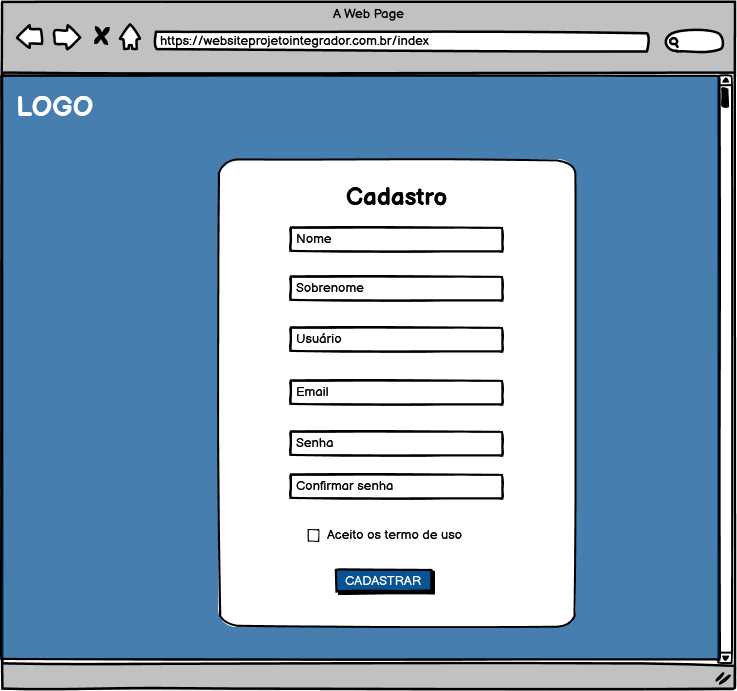 A Web Page
https://websiteprojetointegrador.com.br/index
LOGO
Cadastro
Nome
Sobrenome
Usuário
Email
Senha
Confirmar senha
Aceito os termo de uso
CADASTRAR